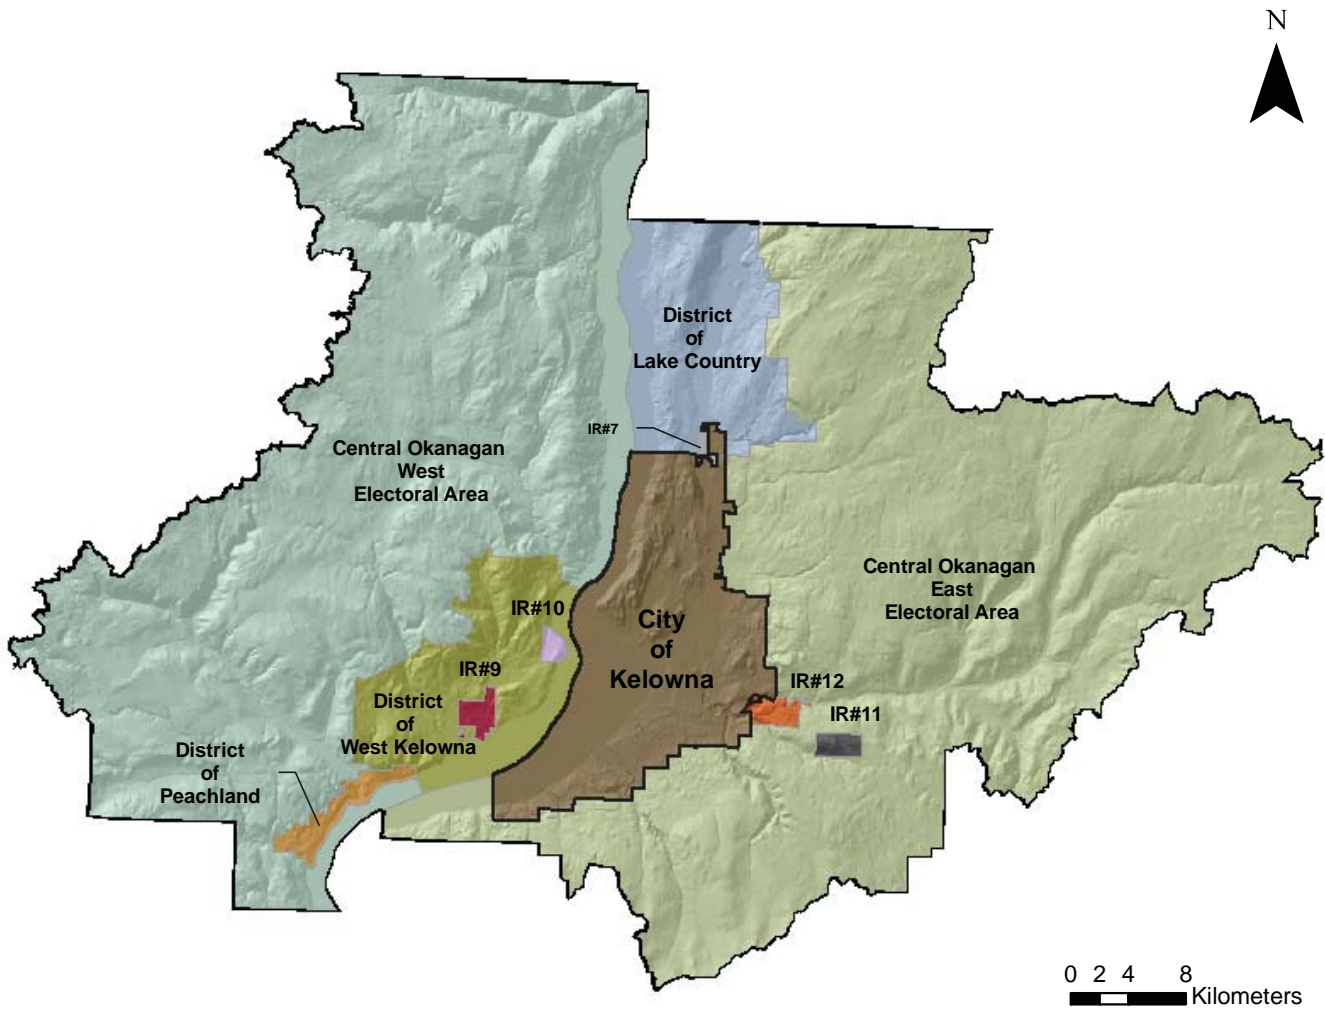 N
District
of
Lake Country
IR#7
Central Okanagan
West
Electoral Area
Central Okanagan
East
Electoral Area
IR#10
City
of
Kelowna
IR#9
IR#12
District
of
West Kelowna
IR#11
District
of
Peachland
0 2 4 8
Kilometers